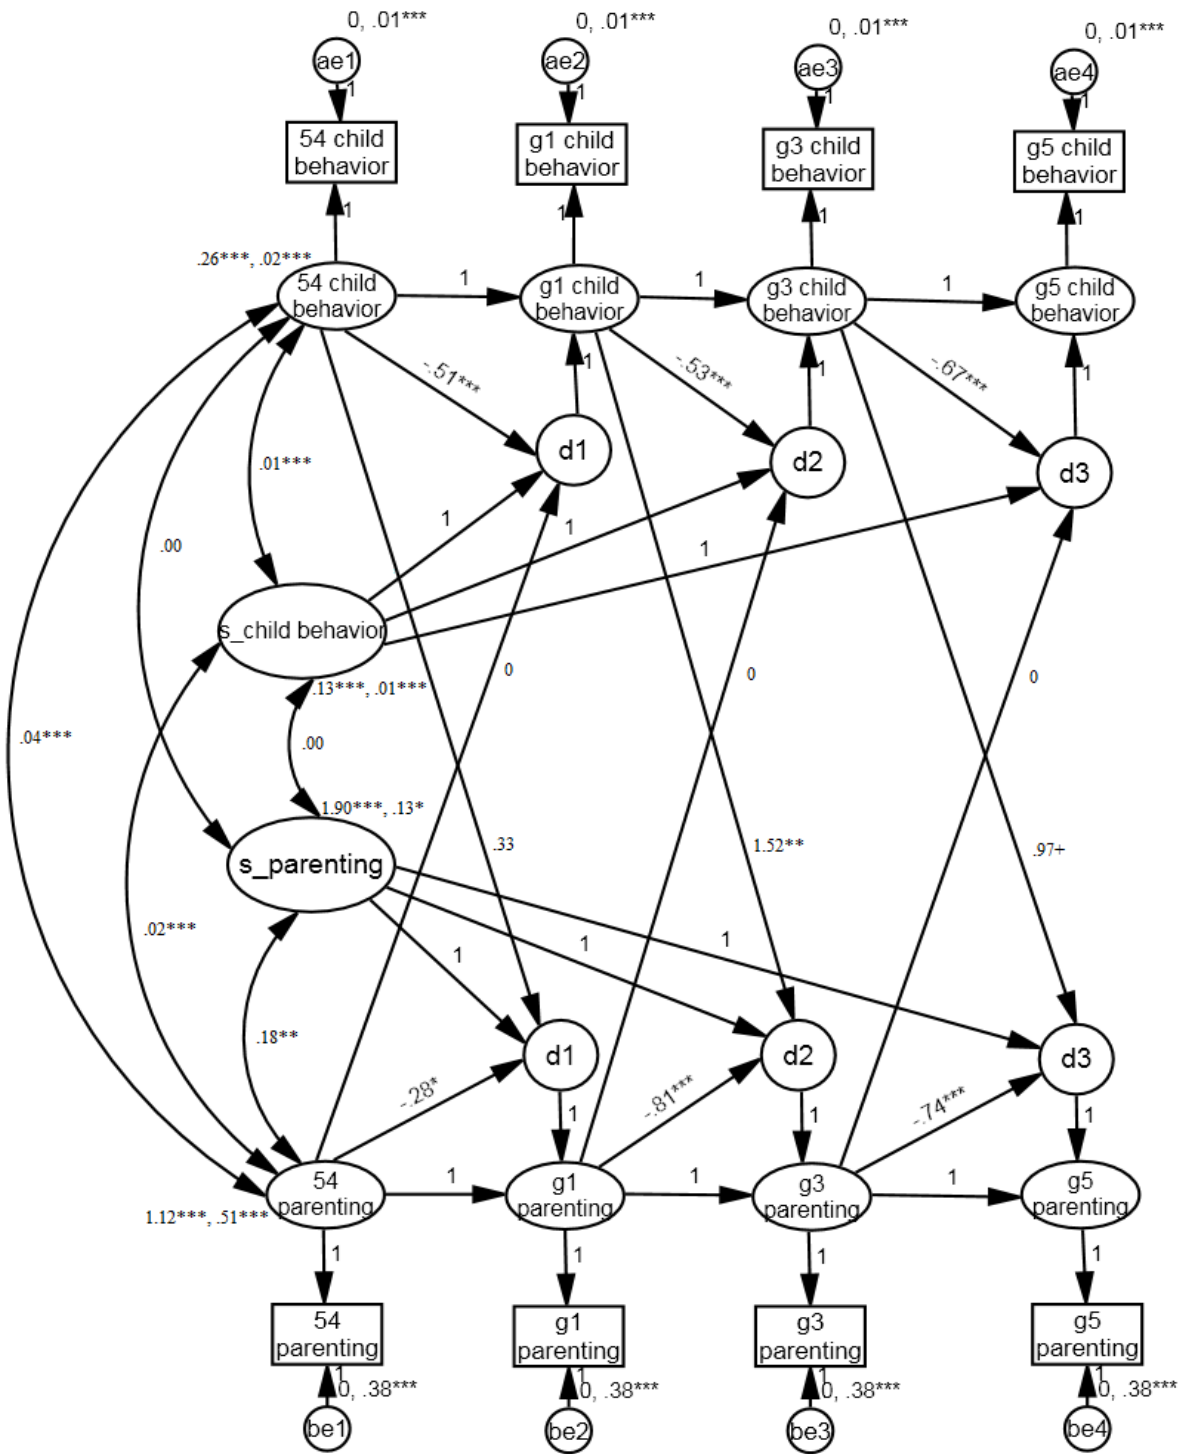 0, .01***
0, .01***
0, .01***
0, .01***
ae1
ae2
ae3
ae4
1
1
1
1
54 child
behavior
g1 child
behavior
g3 child
behavior
g5 child
behavior
1
1
1
1
.26***, .02***
54 child
behavior
1
g1 child
behavior
1
g3 child
behavior
1
g5 child
behavior
-.51***
1
-.53***
1
-.67***
1
d1
d2
d3
.01***
1
1
1
.00
s_child behavior
.13***, .01***
0
0
0
.04***
.00
1.90***, .13*
.33
1.52**
.97+
s_parenting
.02***
1
1
1
.18**
d1
d2
d3
-.28*
1
-.81***
1
-.74***
1
54
parenting
1
g1
parenting
1
g3
parenting
1
g5
parenting
1.12***, .51***
1
1
1
1
54
parenting
g1
parenting
g3
parenting
g5
parenting
1
0, .38***
1
0, .38***
1
0, .38***
1
0, .38***
be1
be2
be3
be4